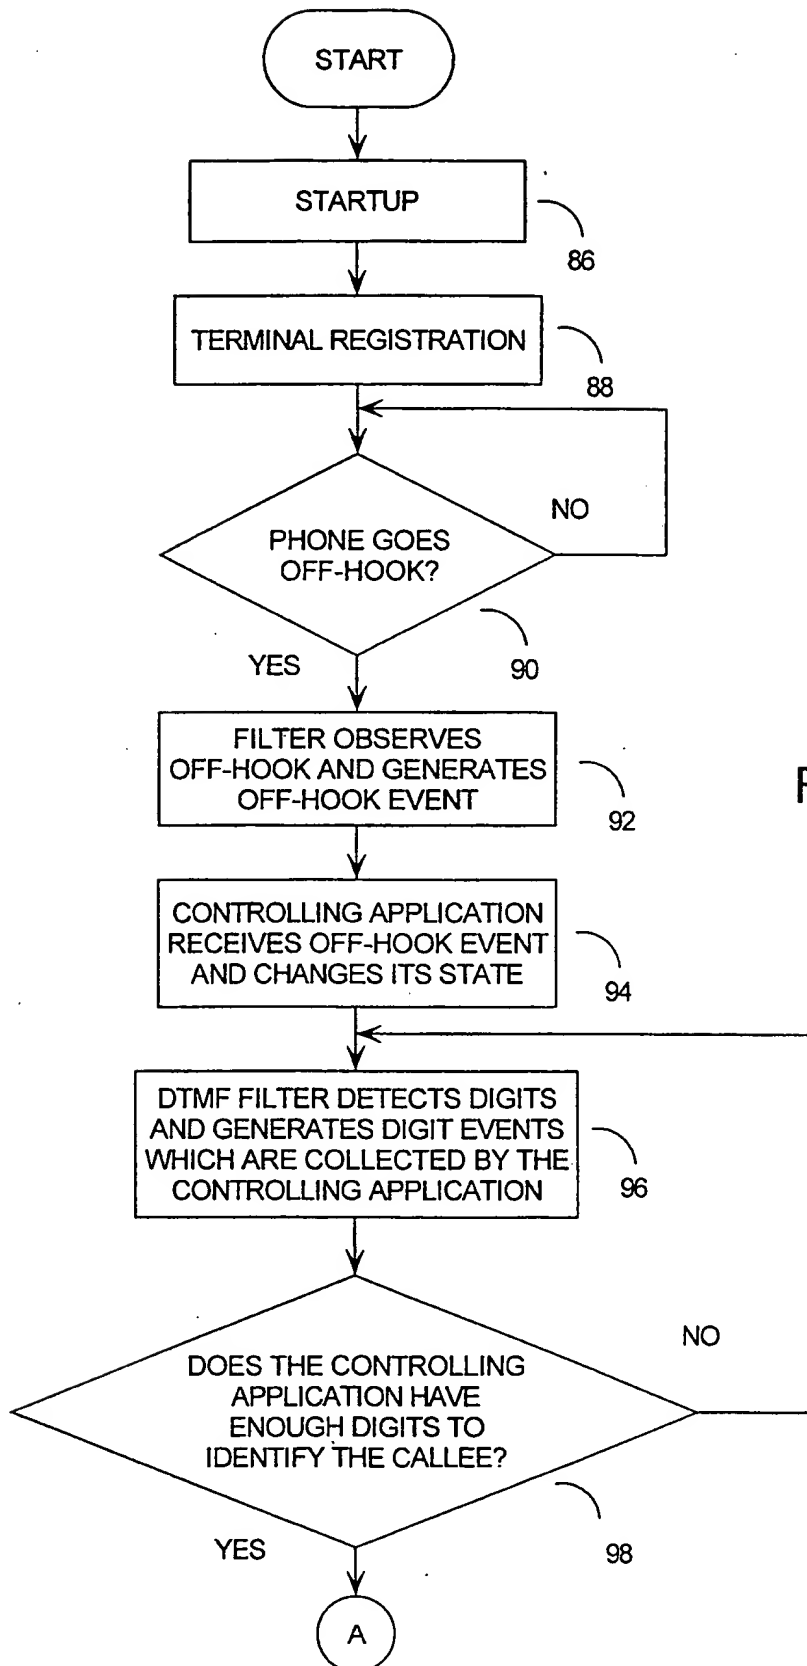 START
STARTUP
86
TERMINAL REGISTRATION
88
NO
PHONE GOES
OFF-HOOK?
90
YES
FILTER OBSERVES
OFF-HOOK AND GENERATES
OFF-HOOK EVENT
92
CONTROLLING APPLICATION
RECEIVES OFF-HOOK EVENT
AND CHANGES ITS STATE
94
DTMF FILTER DETECTS DIGITS
AND GENERATES DIGIT EVENTS
WHICH ARE COLLECTED BY THE
CONTROLLING APPLICATION
96
NO
DOES THE CONTROLLING
APPLICATION HAVE
ENOUGH DIGITS TO
IDENTIFY THE CALLEE?
98
YES
A